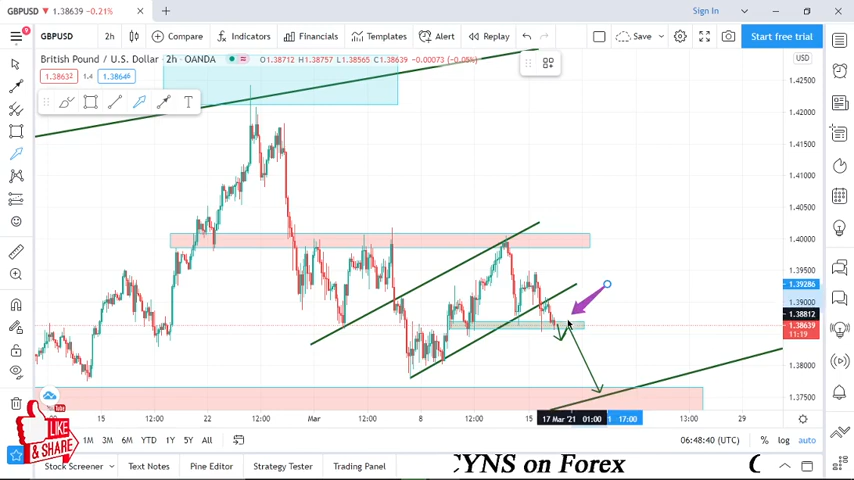 GBPUSD ▼ 1.38639 −0.21%
Sign In
GBPUSD
2h
Compare
Indicators
Financials
Templates
Alert
Replay
Save
Start free trial
9
British Pound / U.S. Dollar 2h OANDA O1.38712 H1.38757 L1.38565 C1.38639 −0.00073 (−0.05%)
USD
1.38632 1.4 1.38646
T
1.42500
1.42000
1.41500
1.41000
1.40500
1.40000
1.39500
1.39286
1.39000
1.38812
1.38639
11:19
1.38000
1.37500
15 12:00 22 12:00 Mar 12:00 8 12:00 15 17 Mar '21 01:00 17:00 13:00 29
You
LIKE
& SHARE
1M 3M 6M YTD 1Y 5Y All
06:48:40 (UTC) % log auto
Stock Screener Text Notes Pine Editor Strategy Tester Trading Panel
CYNS on Forex